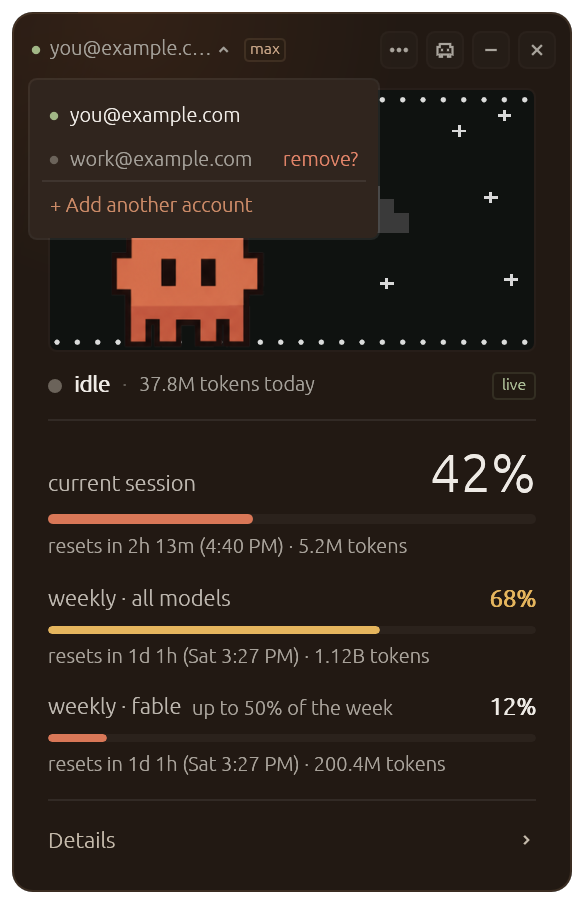 you@example.c... max
you@example.com
work@example.com remove?
+ Add another account
idle · 37.8M tokens today live
current session 42%
resets in 2h 13m (4:40 PM) · 5.2M tokens
weekly · all models 68%
resets in 1d 1h (Sat 3:27 PM) · 1.12B tokens
weekly · fable up to 50% of the week 12%
resets in 1d 1h (Sat 3:27 PM) · 200.4M tokens
Details